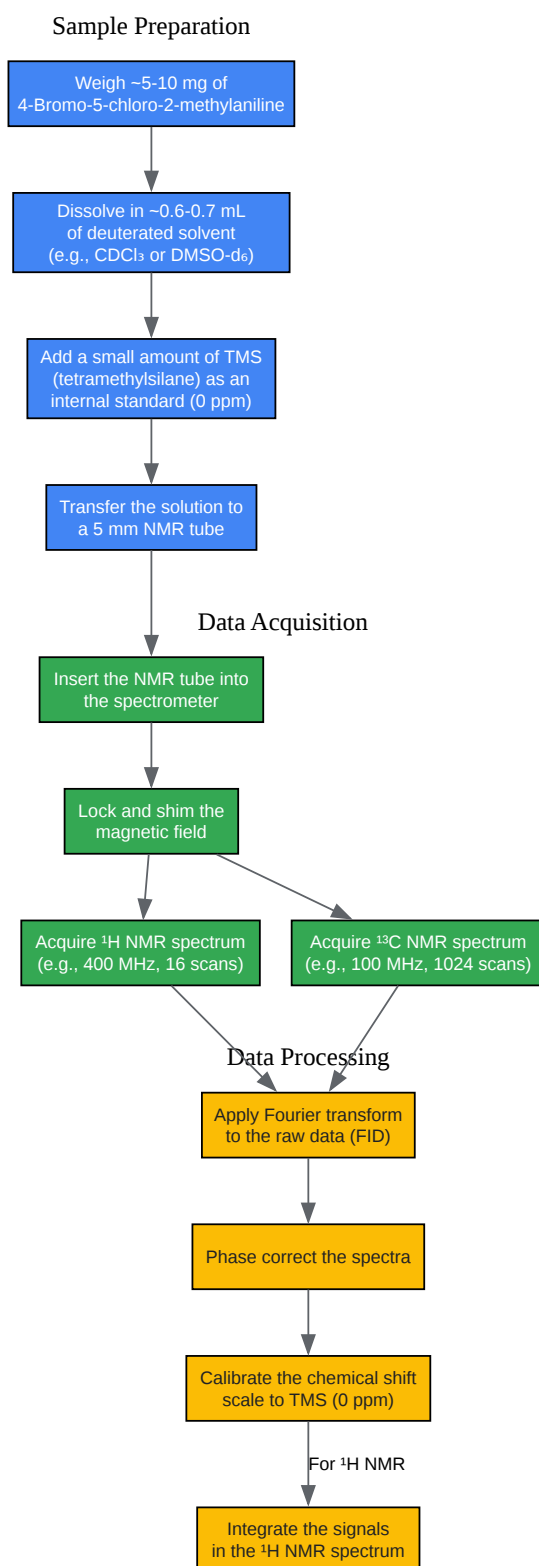 Sample Preparation
Weigh ~5-10 mg of
4-Bromo-5-chloro-2-methylaniline
Dissolve in ~0.6-0.7 mL
of deuterated solvent
(e.g., CDCl₃ or DMSO-d₆)
Add a small amount of TMS
(tetramethylsilane) as an
internal standard (0 ppm)
Transfer the solution to
a 5 mm NMR tube
Data Acquisition
Insert the NMR tube into
the spectrometer
Lock and shim the
magnetic field
Acquire ¹H NMR spectrum
(e.g., 400 MHz, 16 scans)
Acquire ¹³C NMR spectrum
(e.g., 100 MHz, 1024 scans)
Data Processing
Apply Fourier transform
to the raw data (FID)
Phase correct the spectra
Calibrate the chemical shift
scale to TMS (0 ppm)
For ¹H NMR
Integrate the signals
in the ¹H NMR spectrum